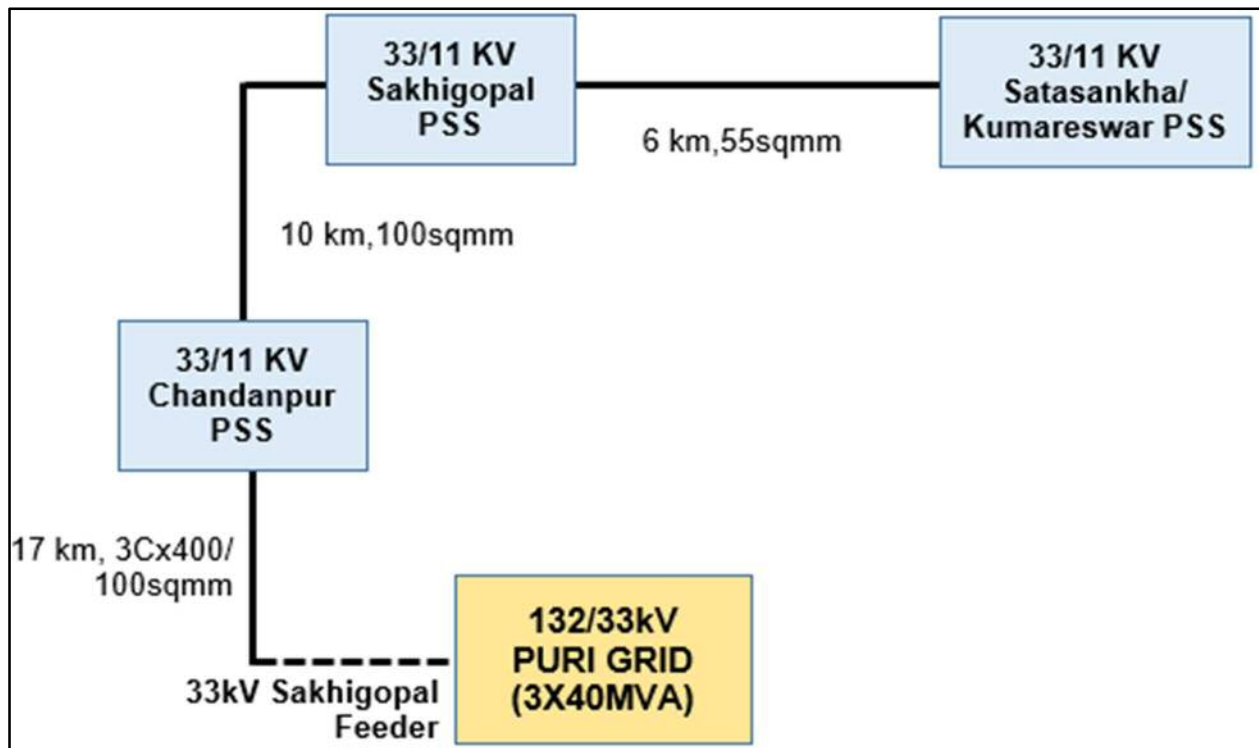 33/11 KV
Sakhigopal
PSS
33/11 KV
Satasankha/
Kumareswar PSS
6 km,55sqmm
10 km,100sqmm
33/11 KV
Chandanpur
PSS
17 km, 3Cx400/
100sqmm
132/33kV
PURI GRID
(3X40MVA)
33kV Sakhigopal
Feeder